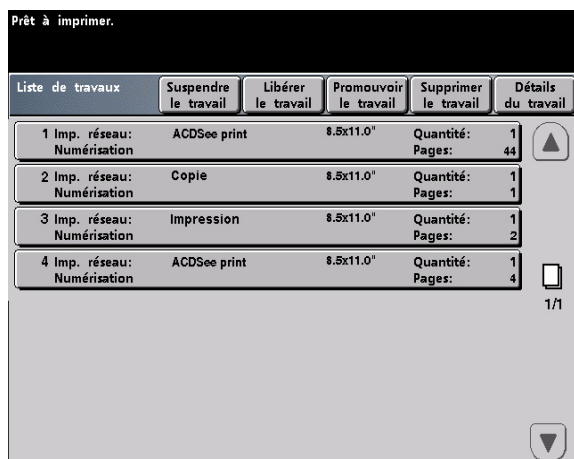 Prêt à imprimer.
Liste de travaux
Suspendre
le travail
Libérer
le travail
Promouvoir
le travail
Supprimer
le travail
Détails
du travail
1 Imp. réseau: ACDSee print 8.5x11.0" Quantité: 1
Numérisation Pages: 44
2 Imp. réseau: Copie 8.5x11.0" Quantité: 1
Numérisation Pages: 1
3 Imp. réseau: Impression 8.5x11.0" Quantité: 1
Numérisation Pages: 2
4 Imp. réseau: ACDSee print 8.5x11.0" Quantité: 1
Numérisation Pages: 4
1/1